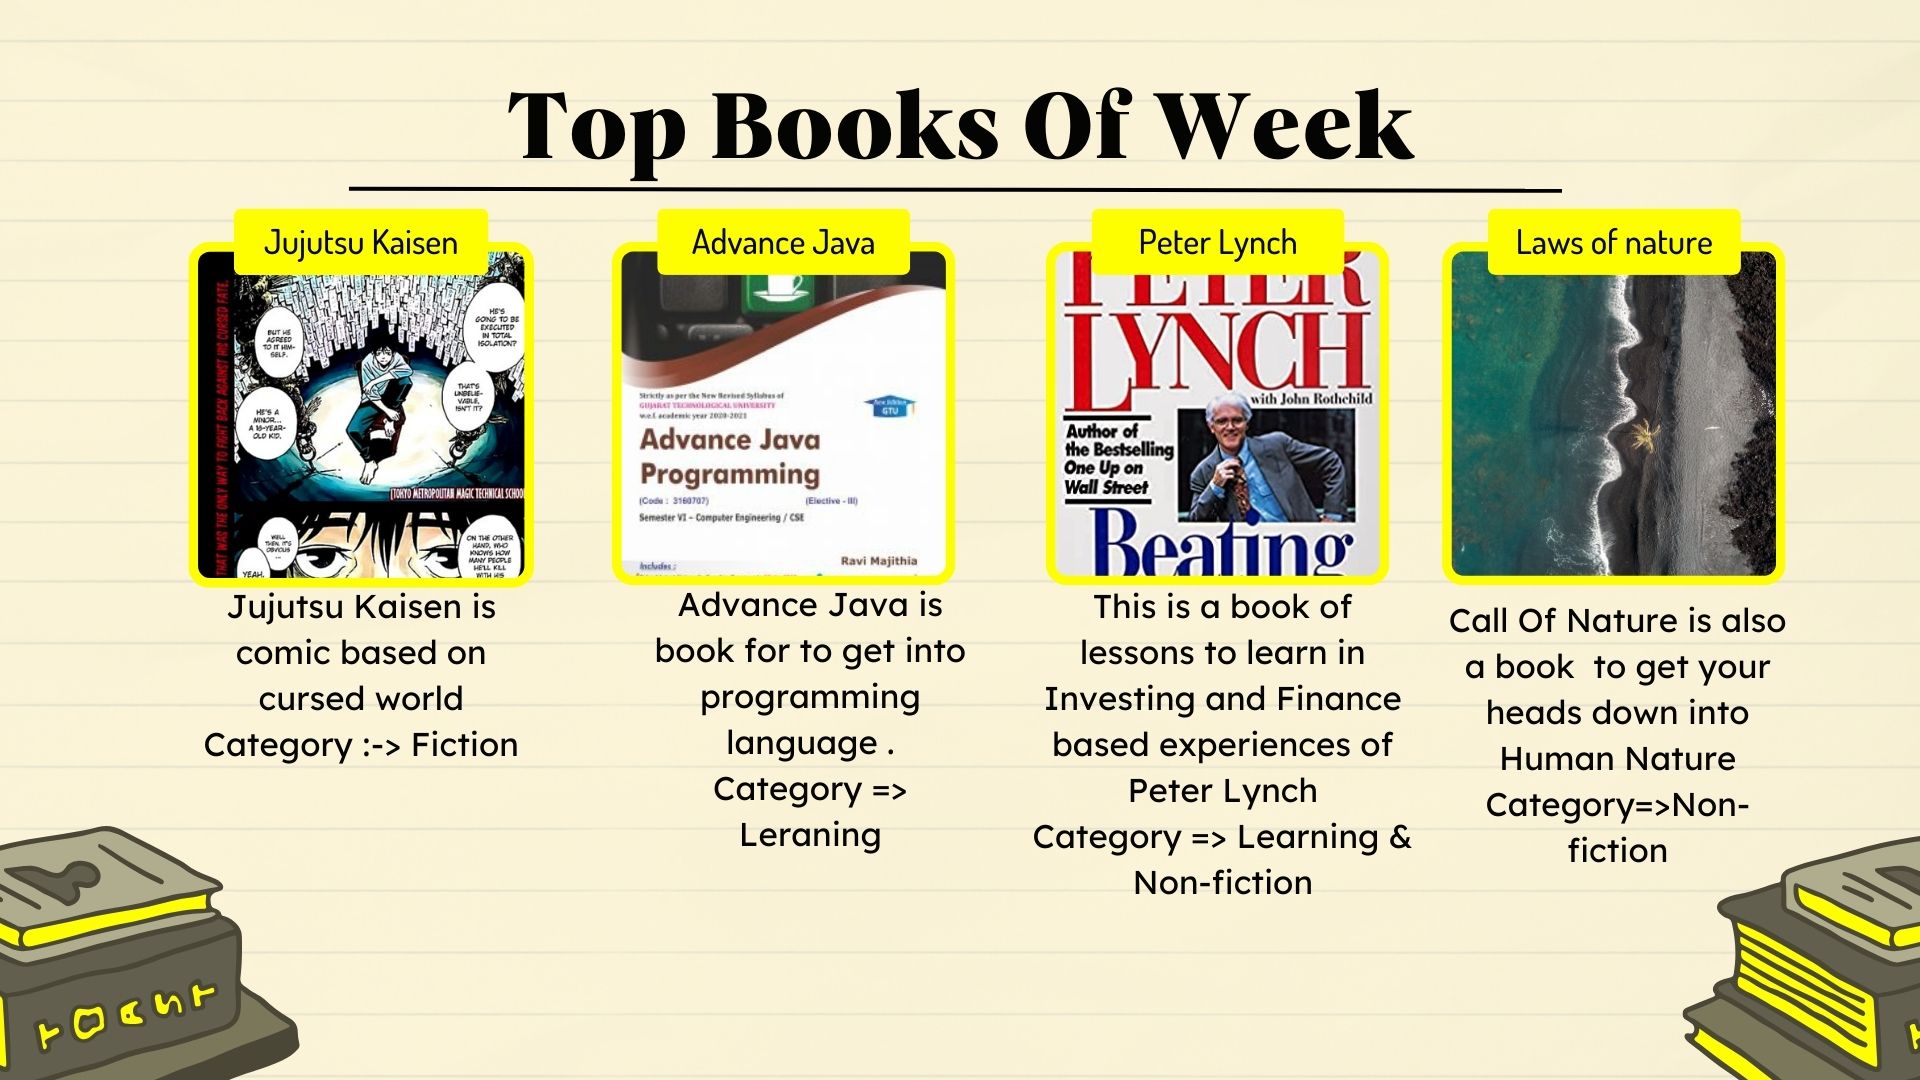 Top Books Of Week
Jujutsu Kaisen
THAT WAS THE ONLY WAY TO FIGHT BACK AGAINST HIS CURSED FATE.
BUT HE
AGREED
TO IT HIM-
SELF.
HE'S
GOING TO BE
EXECUTED
IN TOTAL
ISOLATION?
THAT'S
UNBELIE-
VABLE,
ISN'T IT?
HE'S A
MINOR...
A 16-YEAR-
OLD KID.
[TOKYO METROPOLITAN MAGIC TECHNICAL SCHOO
WELL
THEN, IT'S
OBVIOUS
...
YEAH,
ON THE OTHER
HAND, WHO
KNOWS HOW
MANY PEOPLE
HE'LL KILL
WITH HIS
Jujutsu Kaisen is
comic based on
cursed world
Category :-> Fiction
Advance Java
Strictly as per the New Revised Syllabus of
GUJARAT TECHNOLOGICAL UNIVERSITY
w.e.f. academic year 2020-2021
New Edition
GTU
Advance Java
Programming
(Code : 3160707) (Elective - III)
Semester VI - Computer Engineering / CSE
Ravi Majithia
Includes :
Advance Java is
book for to get into
programming
language .
Category =>
Leraning
Peter Lynch
PETER
LYNCH
with John Rothchild
Author of
the Bestselling
One Up on
Wall Street
Beating
This is a book of
lessons to learn in
Investing and Finance
based experiences of
Peter Lynch
Category => Learning &
Non-fiction
Laws of nature
Call Of Nature is also
a book  to get your
heads down into
Human Nature
Category=>Non-
fiction